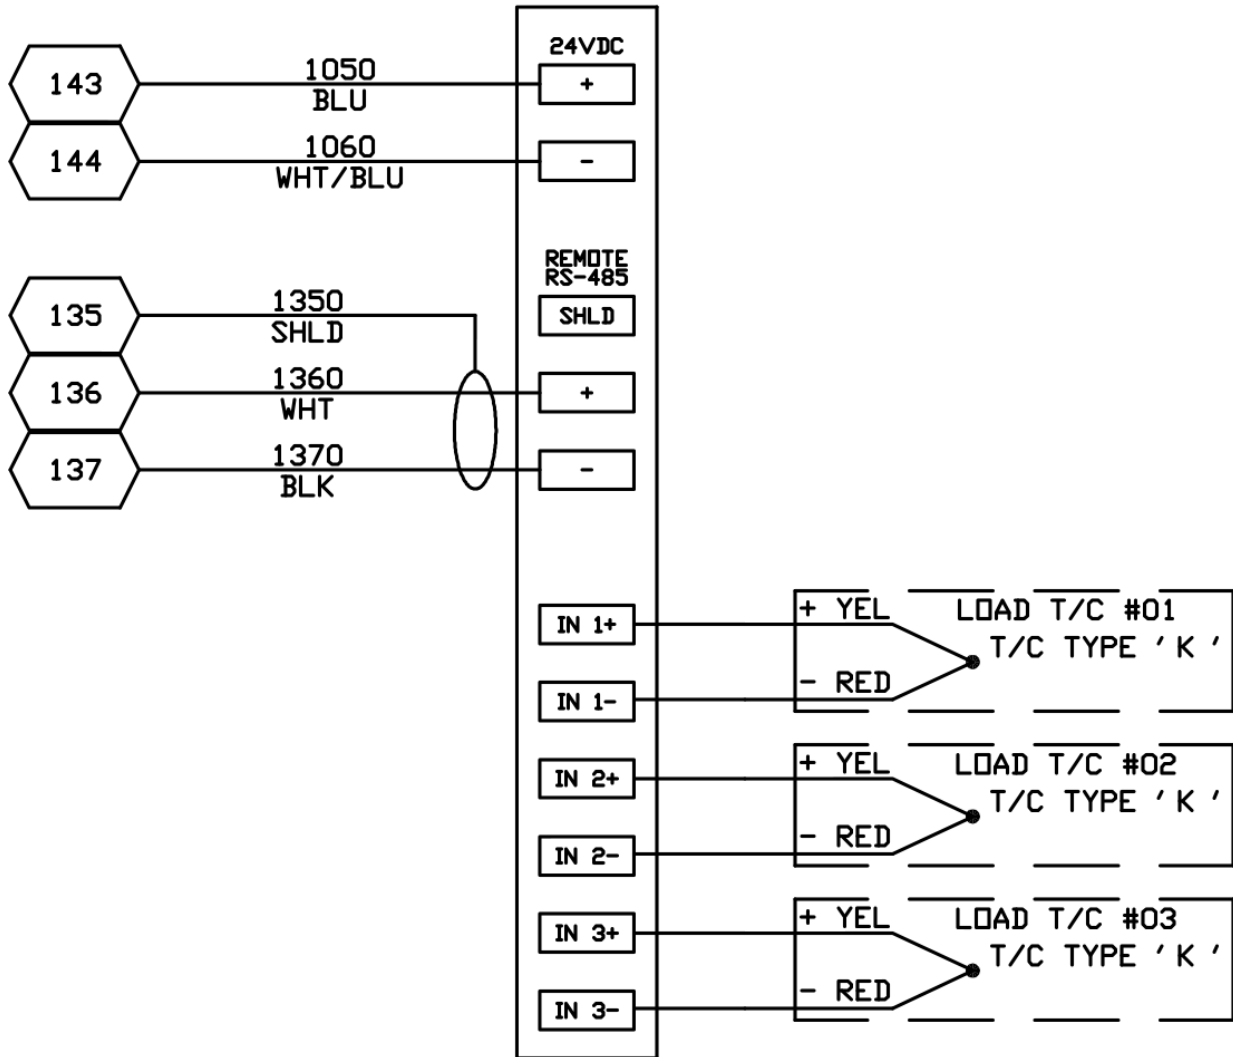 24VDC
143
1050
BLU
+
144
1060
WHT/BLU
-
REMOTE
RS-485
135
1350
SHLD
SHLD
136
1360
WHT
+
137
1370
BLK
-
IN 1+
+ YEL
LOAD T/C #01
T/C TYPE 'K'
IN 1-
- RED
IN 2+
+ YEL
LOAD T/C #02
T/C TYPE 'K'
IN 2-
- RED
IN 3+
+ YEL
LOAD T/C #03
T/C TYPE 'K'
IN 3-
- RED